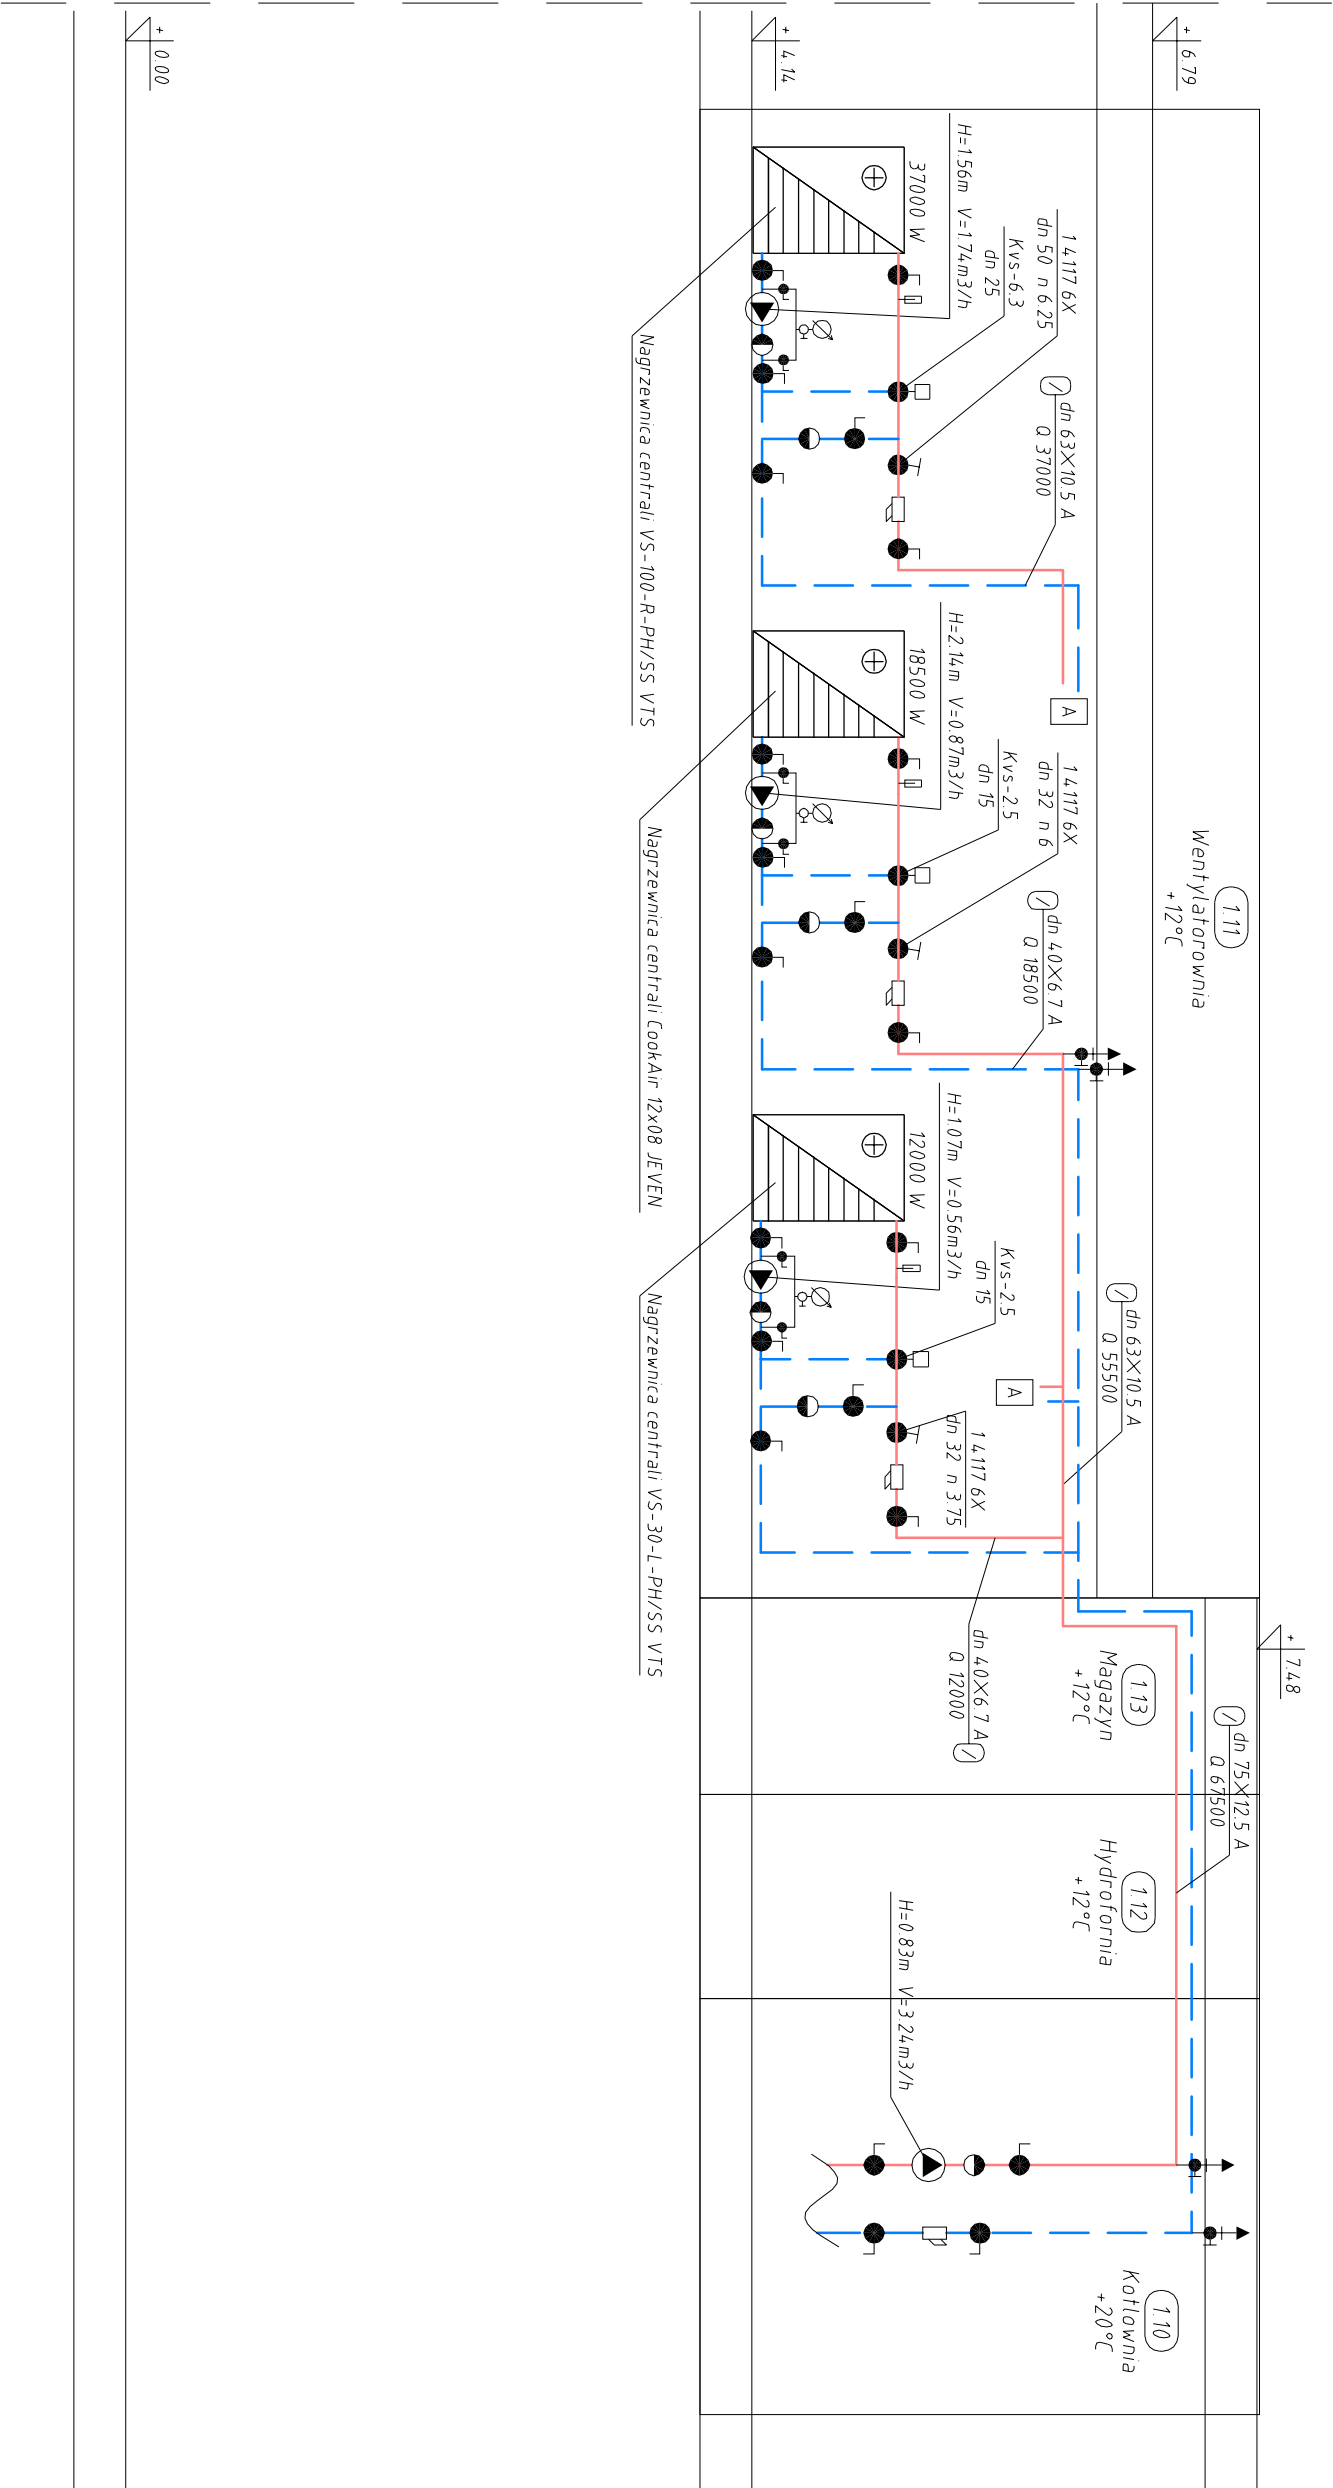 + 0.00
+ 4.14
+ 6.79
+ 7.48
1.11
Wentylatorownia
+12°C
1.13
Magazyn
+12°C
1.12
Hydrofornia
+12°C
1.10
Kotłownia
+20°C
37000 W
H=1.56m V=1.74m3/h
Kvs-6.3
dn 25
1 4117 6X
dn 50 n 6.25
dn 63X10.5 A
Q 37000
A
Nagrzewnica centrali VS-100-R-PH/SS VTS
18500 W
H=2.14m V=0.87m3/h
Kvs-2.5
dn 15
1 4117 6X
dn 32 n 6
dn 40X6.7 A
Q 18500
Nagrzewnica centrali CookAir 12x08 JEVEN
12000 W
H=1.07m V=0.56m3/h
Kvs-2.5
dn 15
1 4117 6X
dn 32 n 3.75
A
dn 63X10.5 A
Q 55500
Nagrzewnica centrali VS-30-L-PH/SS VTS
dn 40X6.7 A
Q 12000
dn 75X12.5 A
Q 67500
H=0.83m V=3.24m3/h